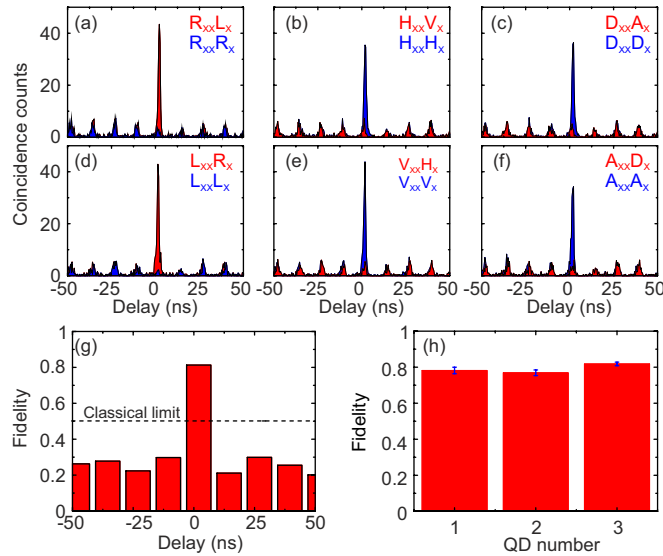 (a) R_xx L_x
R_xx R_x
(b) H_xx V_x
H_xx H_x
(c) D_xx A_x
D_xx D_x
40
20
0
(d) L_xx R_x
L_xx L_x
(e) V_xx H_x
V_xx V_x
(f) A_xx D_x
A_xx A_x
40
20
0
Coincidence counts
-50 -25 0 25 50
-50 -25 0 25 50
-50 -25 0 25 50
Delay (ns)
Delay (ns)
Delay (ns)
(g)
1
0.8
0.6
0.4
0.2
0
Classical limit
Fidelity
-50 -25 0 25 50
Delay (ns)
(h)
1
0.8
0.6
0.4
0.2
0
Fidelity
1 2 3
QD number